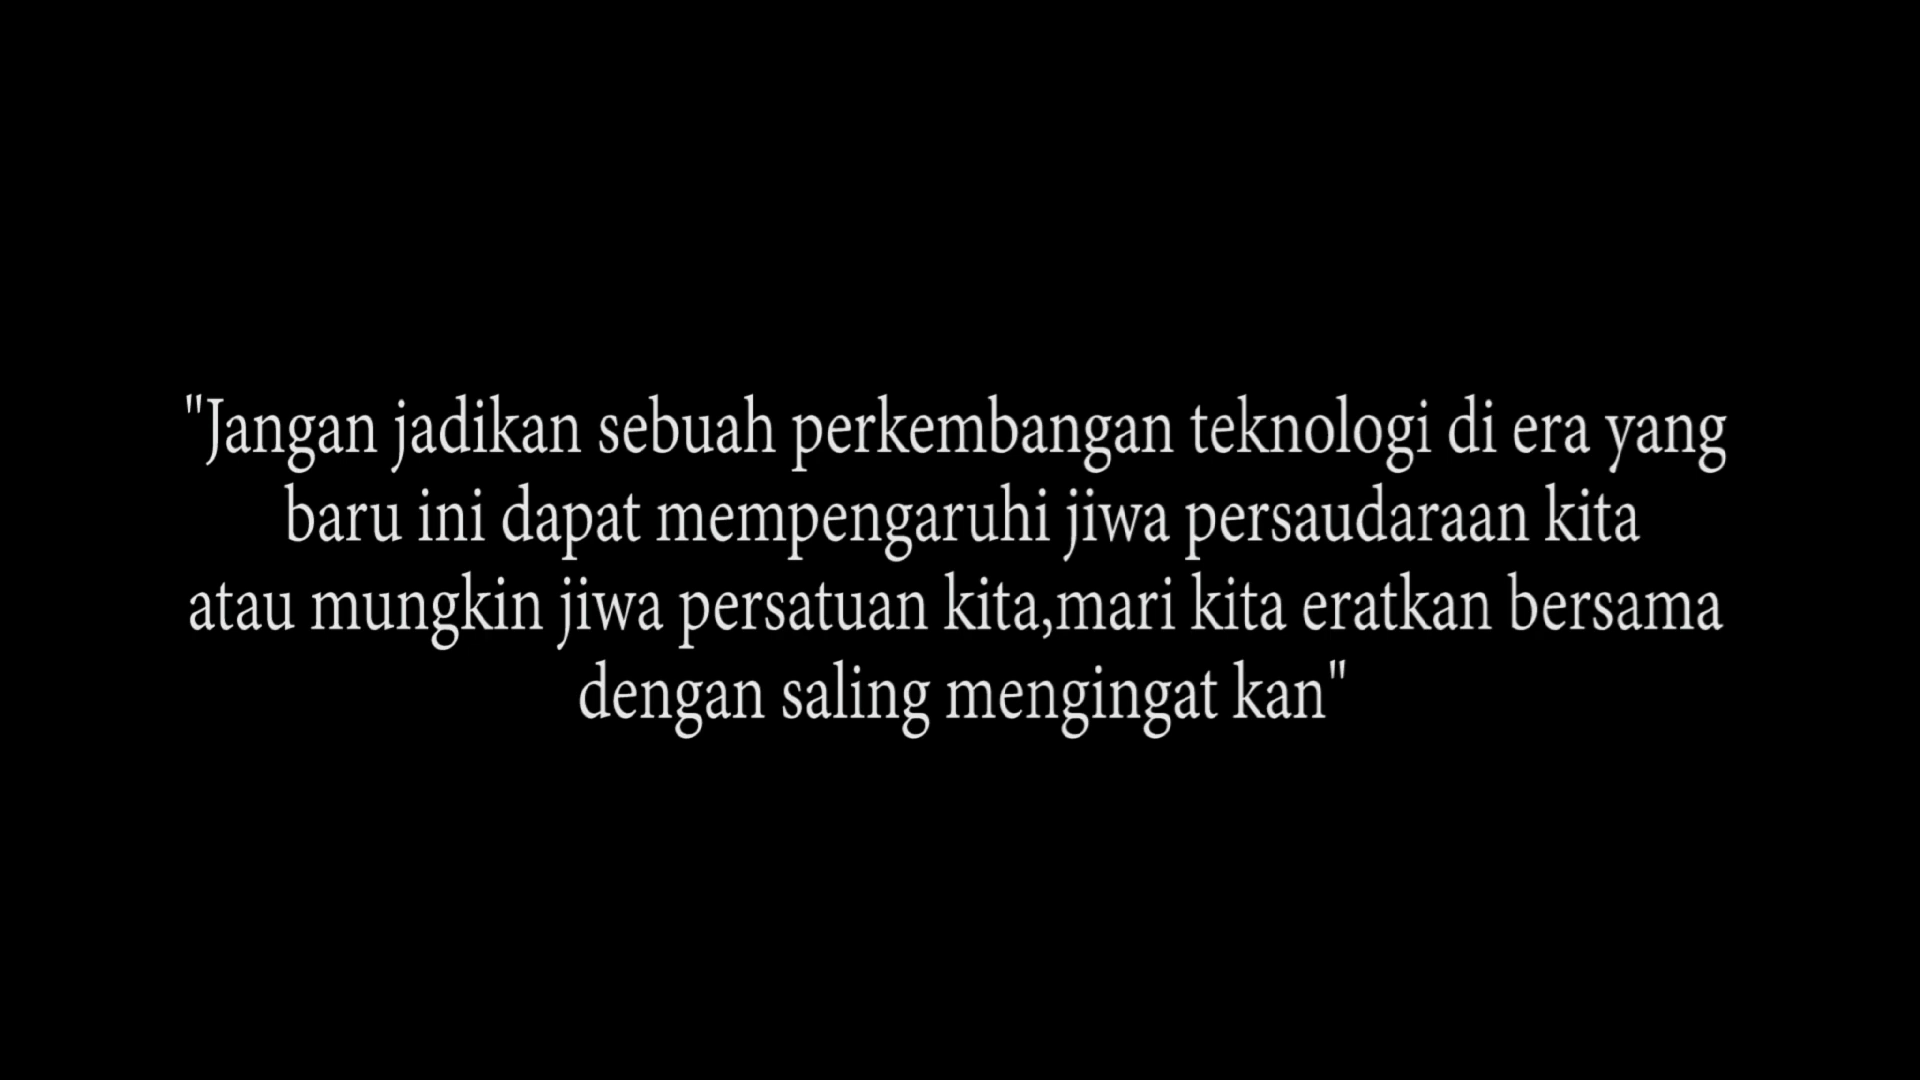 "Jangan jadikan sebuah perkembangan teknologi di era yang
baru ini dapat mempengaruhi jiwa persaudaraan kita
atau mungkin jiwa persatuan kita,mari kita eratkan bersama
dengan saling mengingat kan"